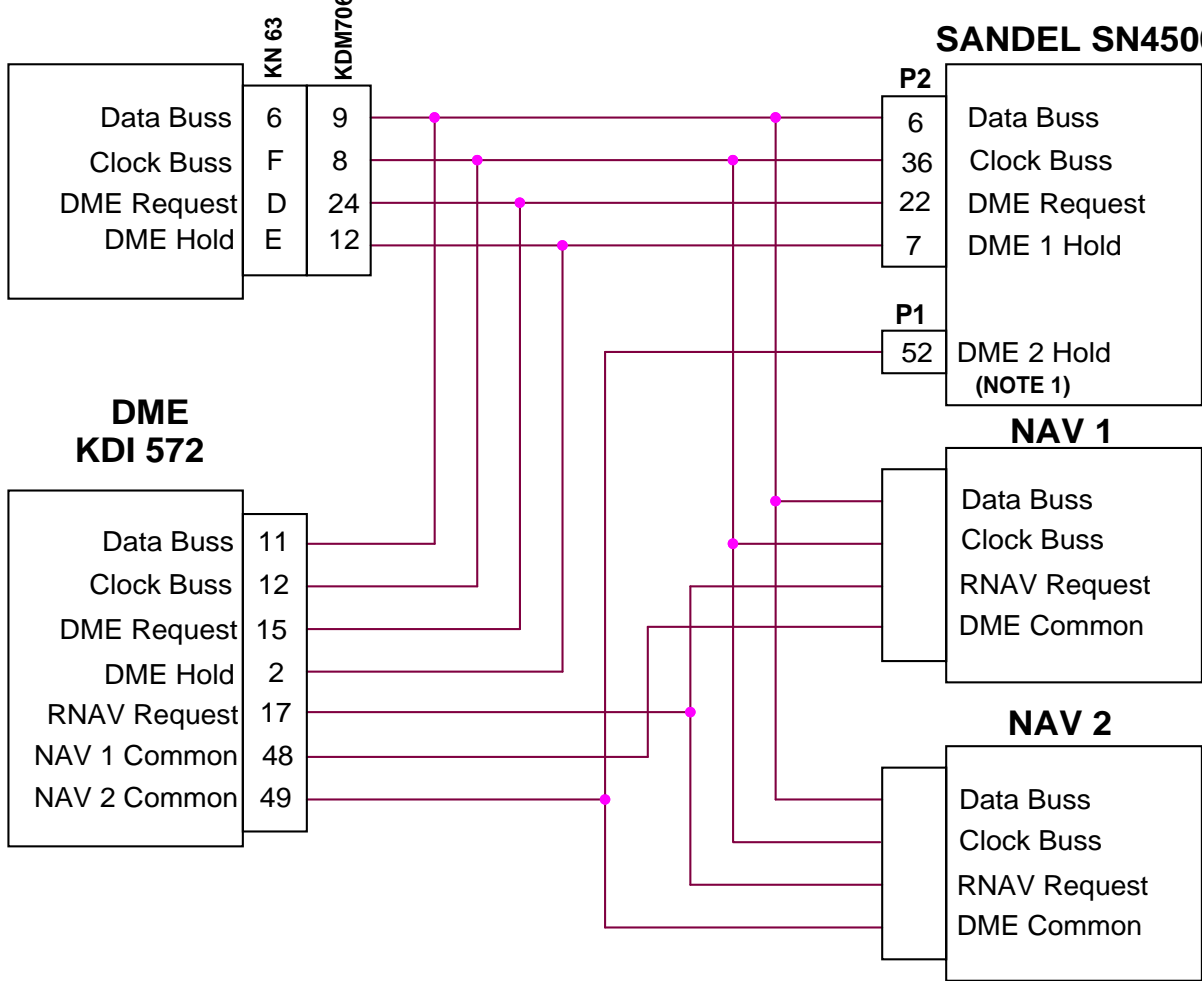 KN 63
KDM706
Data Buss 6 9
Clock Buss F 8
DME Request D 24
DME Hold E 12
SANDEL SN4500
P2
6 Data Buss
36 Clock Buss
22 DME Request
7 DME 1 Hold
P1
52 DME 2 Hold
(NOTE 1)
DME
KDI 572
Data Buss 11
Clock Buss 12
DME Request 15
DME Hold 2
RNAV Request 17
NAV 1 Common 48
NAV 2 Common 49
NAV 1
Data Buss
Clock Buss
RNAV Request
DME Common
NAV 2
Data Buss
Clock Buss
RNAV Request
DME Common